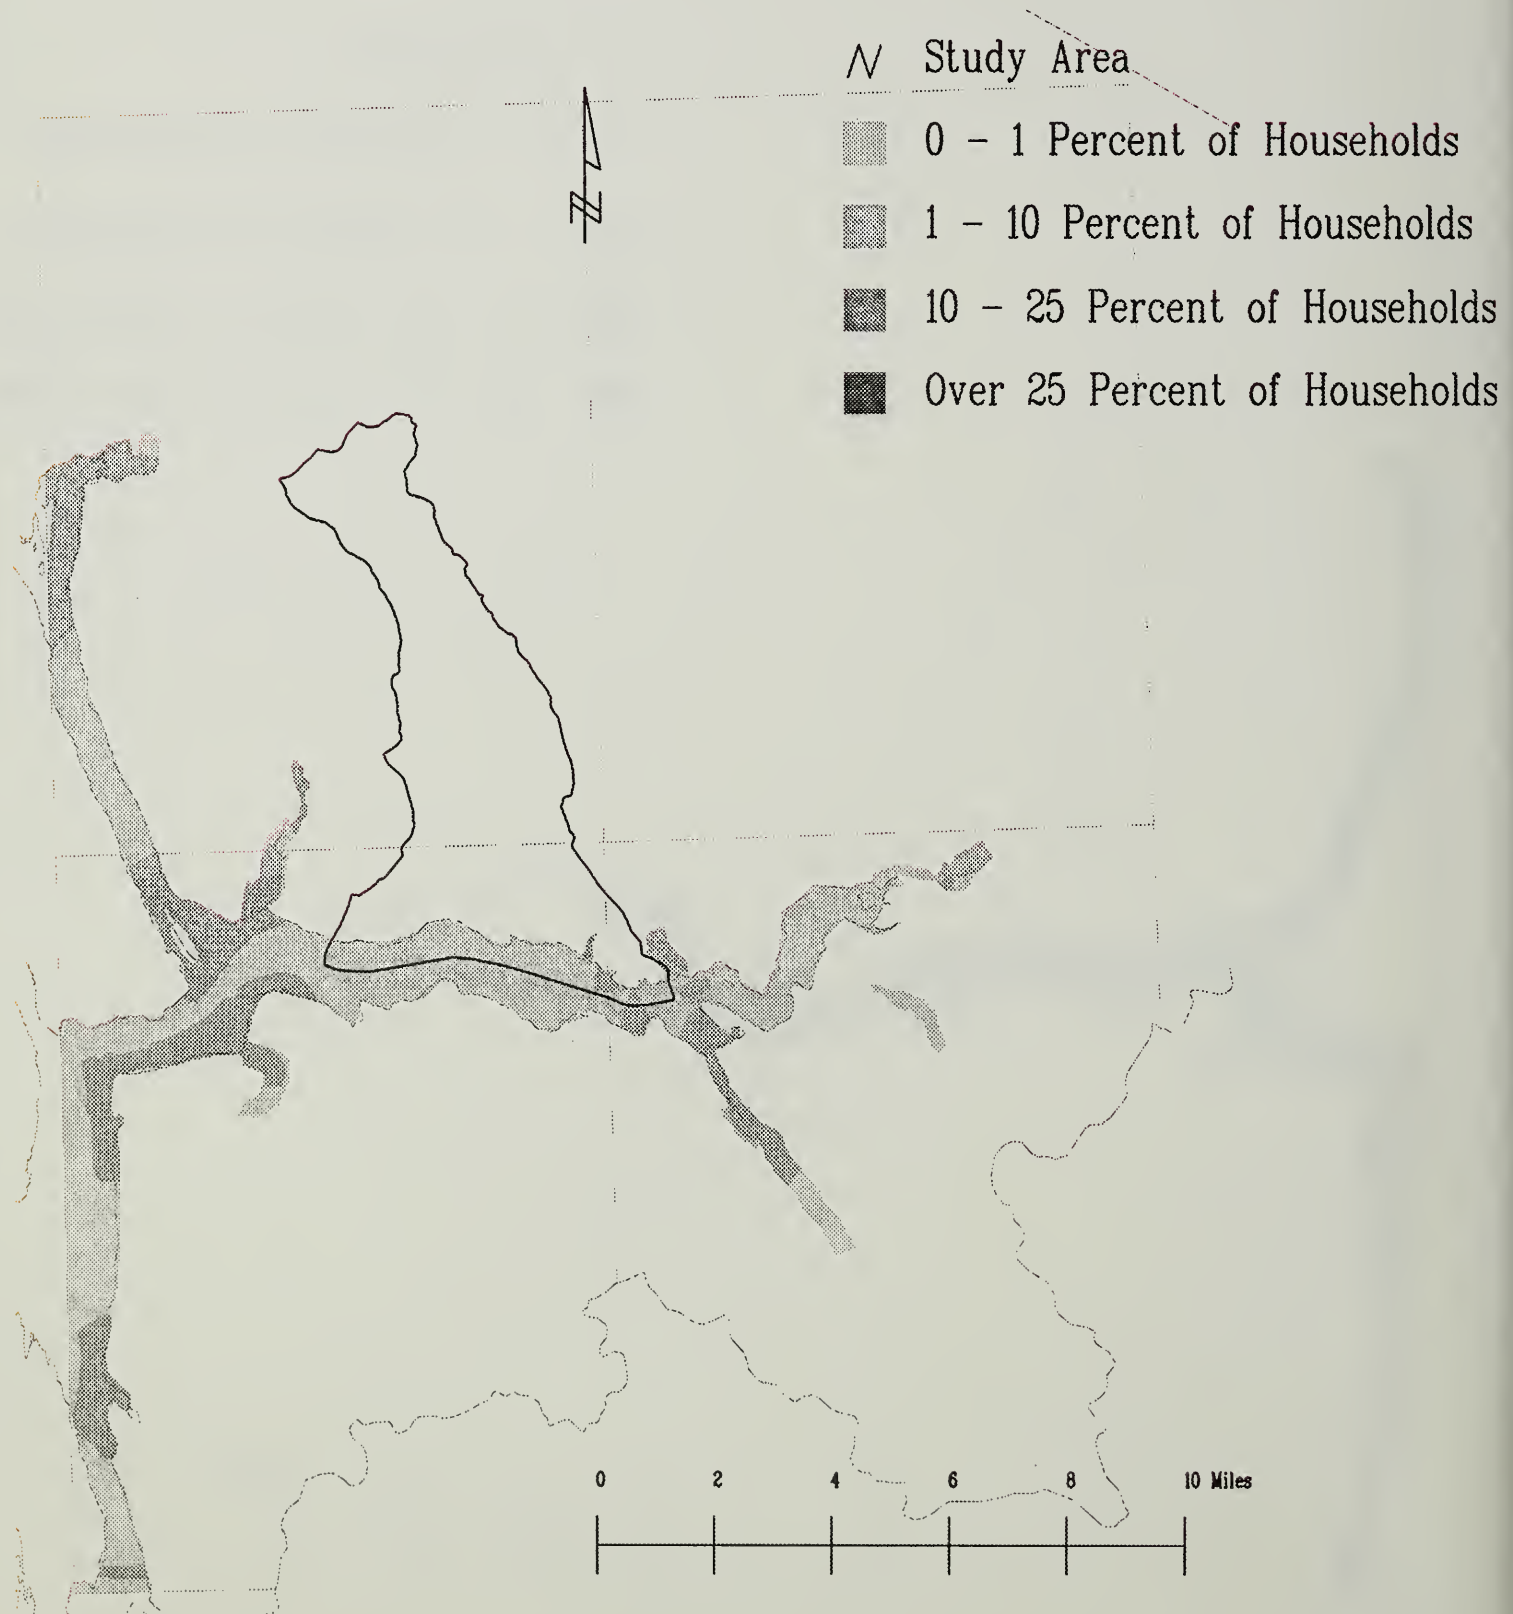 Study Area
0 - 1 Percent of Households
1 - 10 Percent of Households
10 - 25 Percent of Households
Over 25 Percent of Households
N
0 2 4 6 8 10 Miles